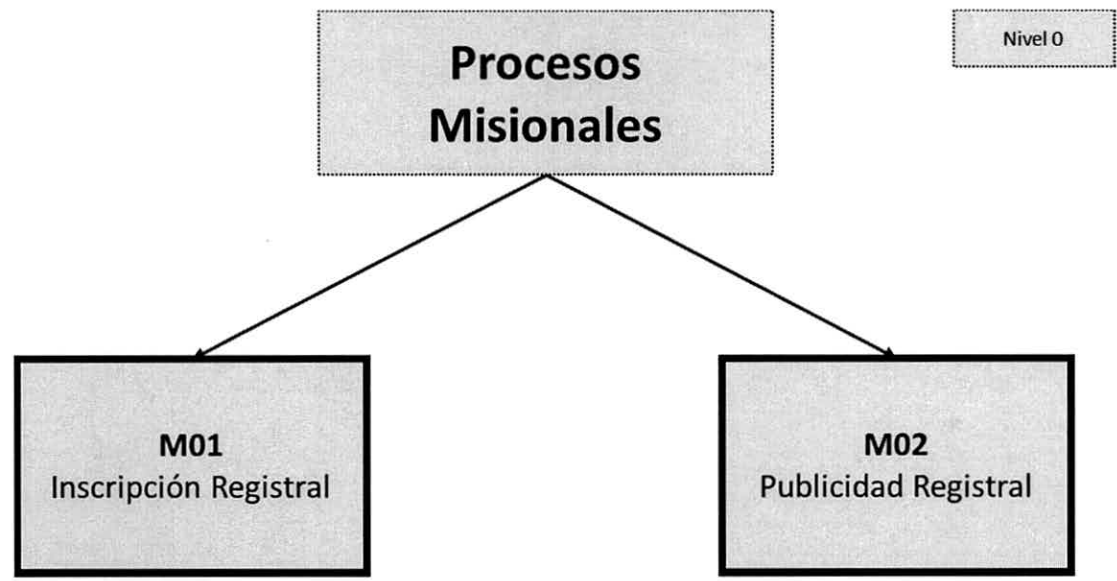 Procesos
Misionales
Nivel 0
M01
Inscripción Registral
M02
Publicidad Registral